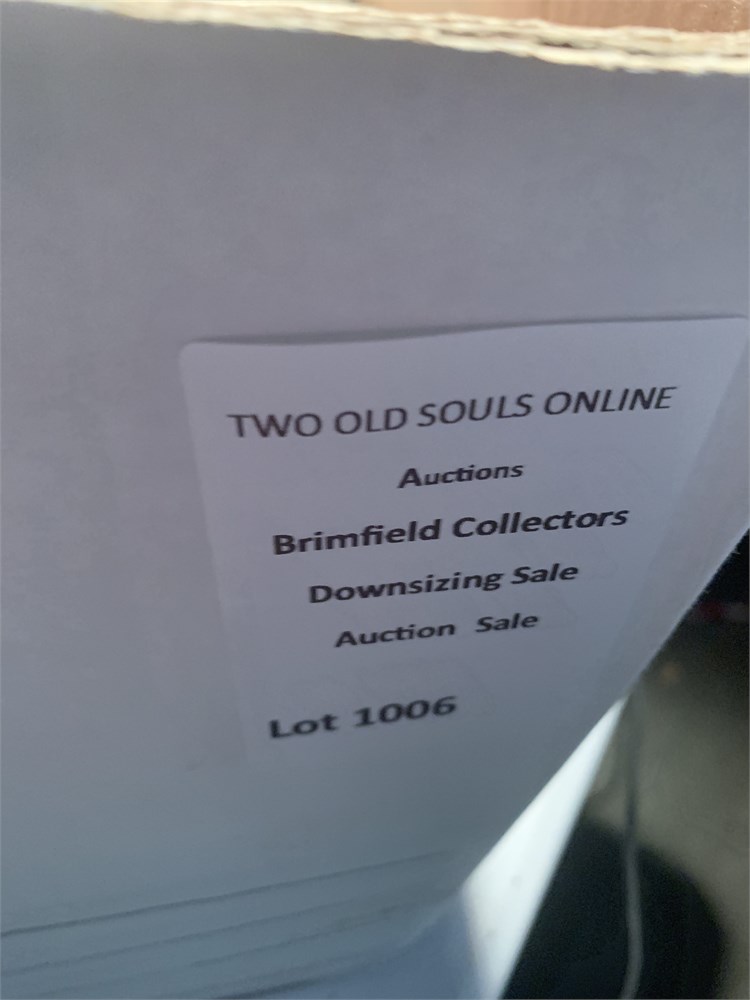 TWO OLD SOULS ONLINE
Auctions
Brimfield Collectors
Downsizing Sale
Auction Sale
Lot 1006